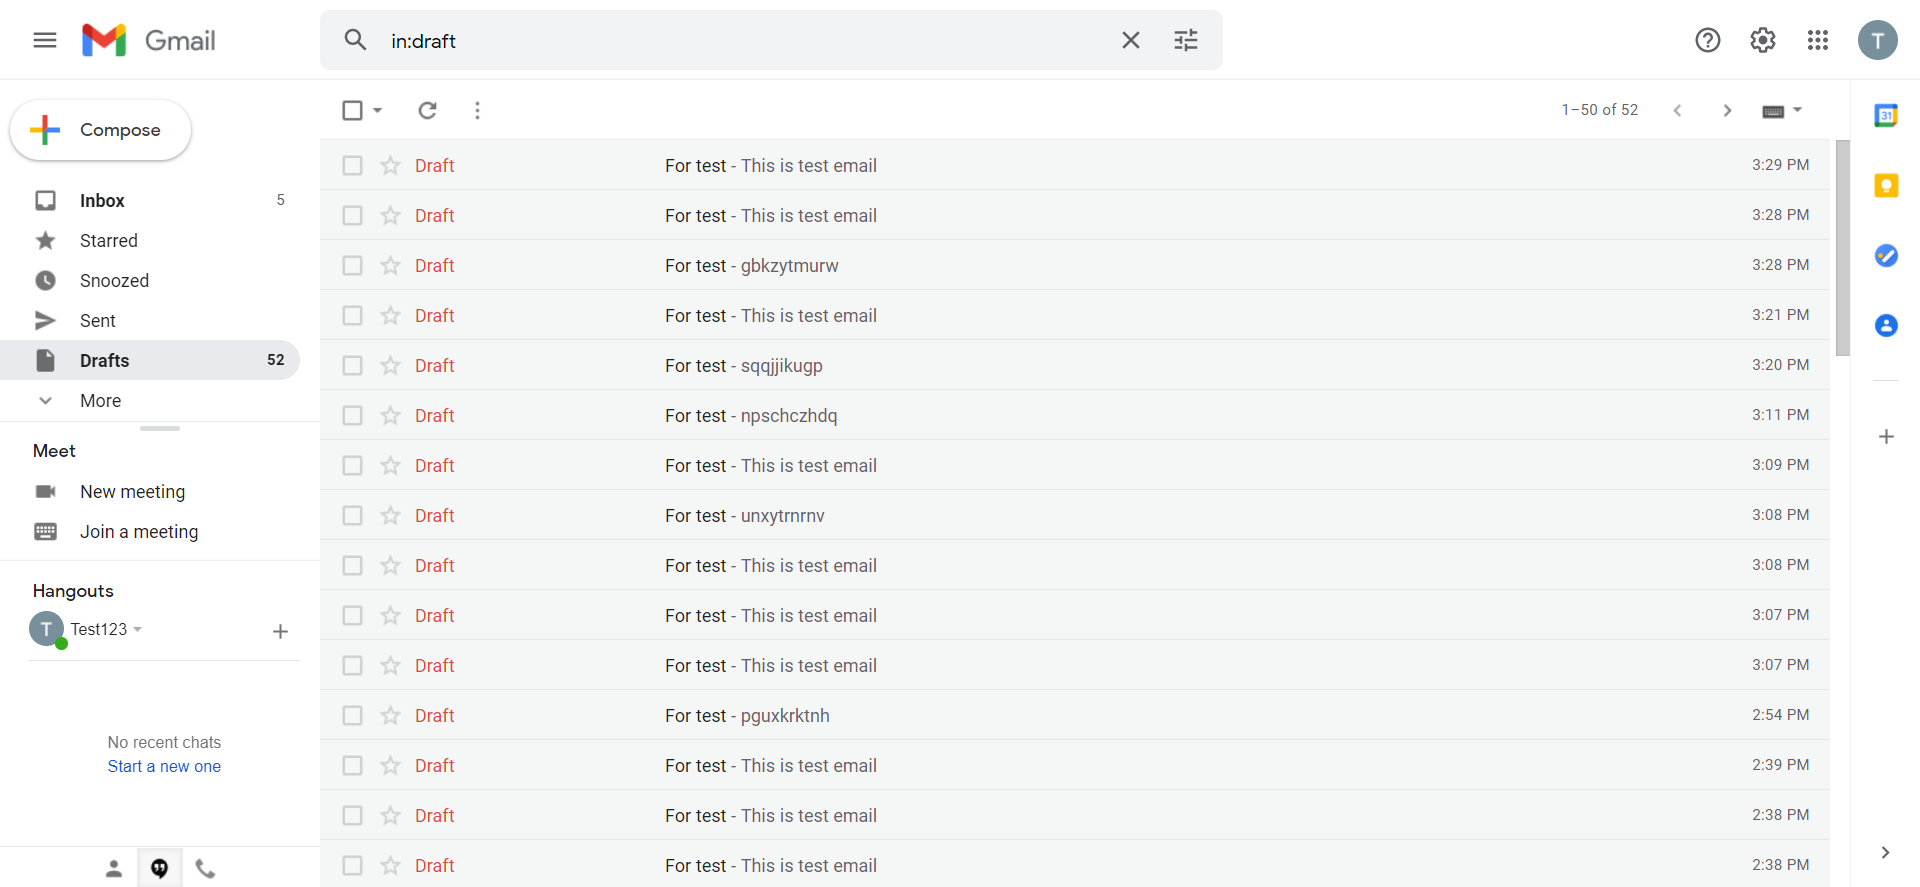 Gmail
in:draft
T
Compose
1–50 of 52
31
Inbox 5
Starred
Snoozed
Sent
Drafts 52
More
Meet
New meeting
Join a meeting
Hangouts
T Test123
No recent chats
Start a new one
Draft For test - This is test email 3:29 PM
Draft For test - This is test email 3:28 PM
Draft For test - gbkzytmurw 3:28 PM
Draft For test - This is test email 3:21 PM
Draft For test - sqqjjikugp 3:20 PM
Draft For test - npschczhdq 3:11 PM
Draft For test - This is test email 3:09 PM
Draft For test - unxytrnrnv 3:08 PM
Draft For test - This is test email 3:08 PM
Draft For test - This is test email 3:07 PM
Draft For test - This is test email 3:07 PM
Draft For test - pguxkrktnh 2:54 PM
Draft For test - This is test email 2:39 PM
Draft For test - This is test email 2:38 PM
Draft For test - This is test email 2:38 PM